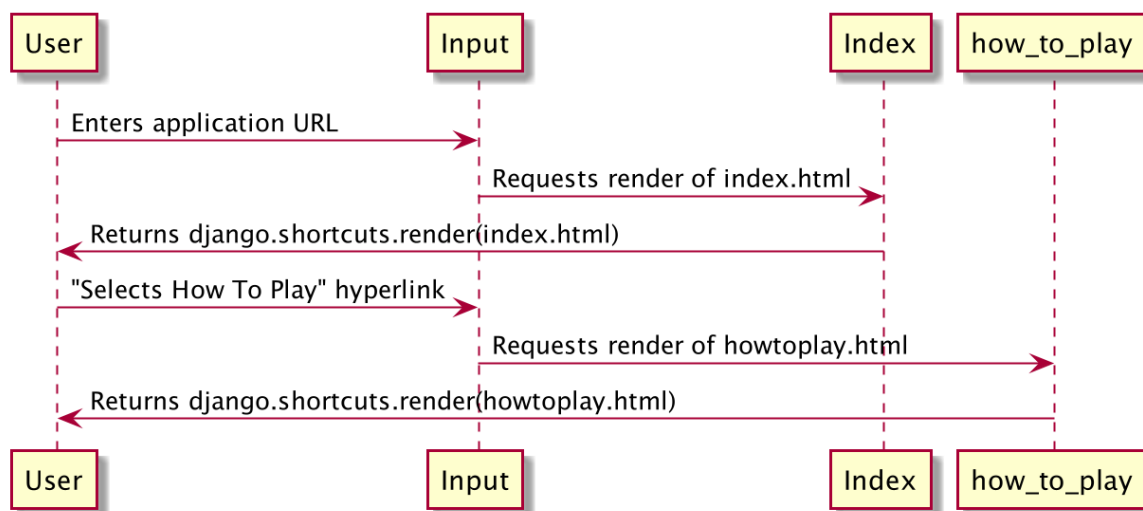 User Input Index how_to_play
Enters application URL
Requests render of index.html
Returns django.shortcuts.render(index.html)
"Selects How To Play" hyperlink
Requests render of howtoplay.html
Returns django.shortcuts.render(howtoplay.html)
User Input Index how_to_play